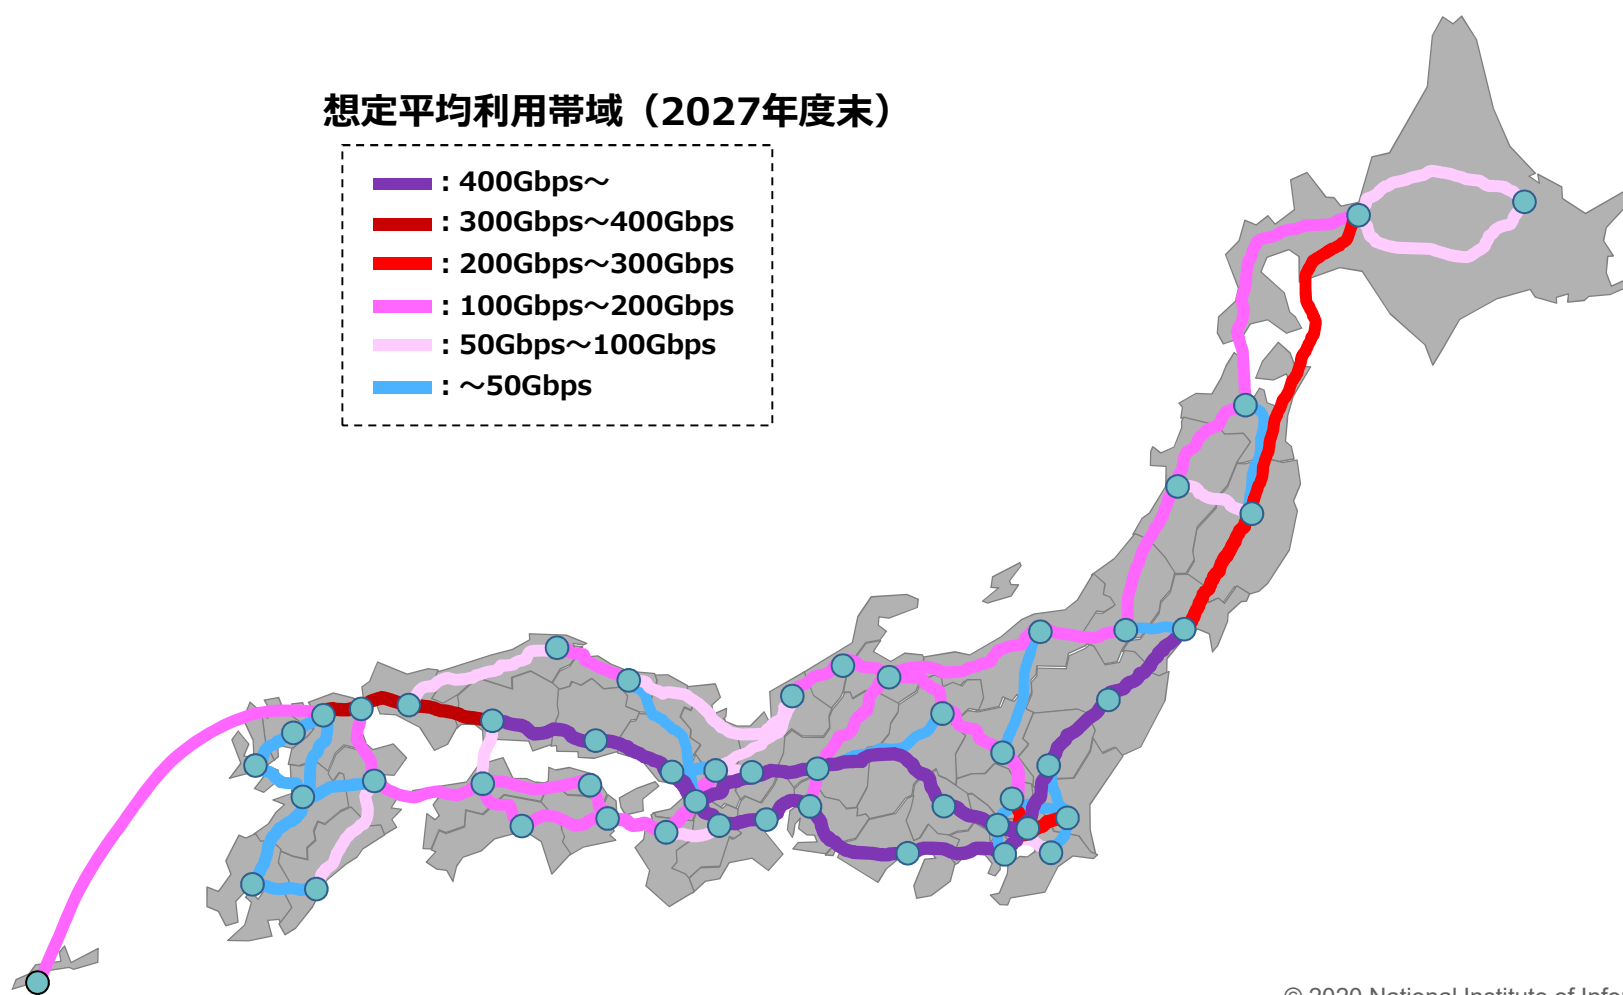 想定平均利用帯域（2027年度末）
：400Gbps～
：300Gbps～400Gbps
：200Gbps～300Gbps
：100Gbps～200Gbps
：50Gbps～100Gbps
：～50Gbps
© 2020 National Institute of Infor